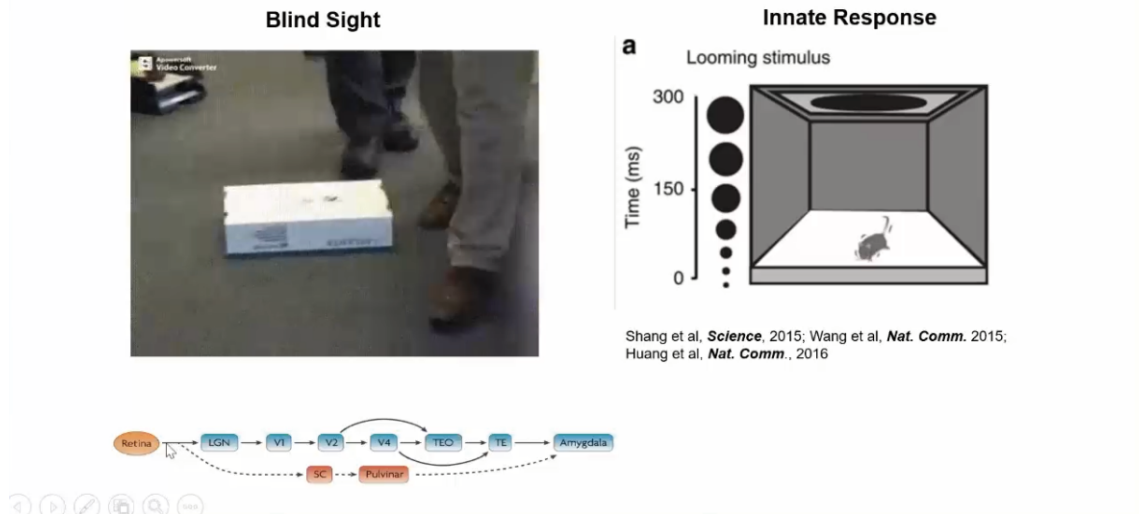 Blind Sight
Apowersoft
Video Converter
Innate Response
a
Looming stimulus
300
150
0
Time (ms)
Shang et al, Science, 2015; Wang et al, Nat. Comm. 2015;
Huang et al, Nat. Comm., 2016
Retina
LGN
V1
V2
V4
TEO
TE
Amygdala
SC
Pulvinar